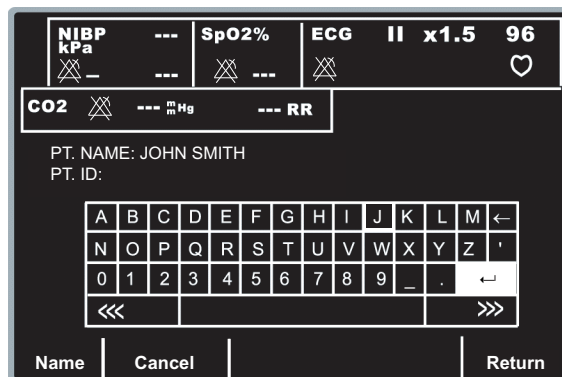 NIBP --- SpO2% ECG II x1.5 96
kPa
– --- ---
CO2 --- mmHg --- RR
PT. NAME: JOHN SMITH
PT. ID:
A B C D E F G H I J K L M ←
N O P Q R S T U V W X Y Z '
0 1 2 3 4 5 6 7 8 9 _ . ↵
<<< >>>
Name Cancel Return